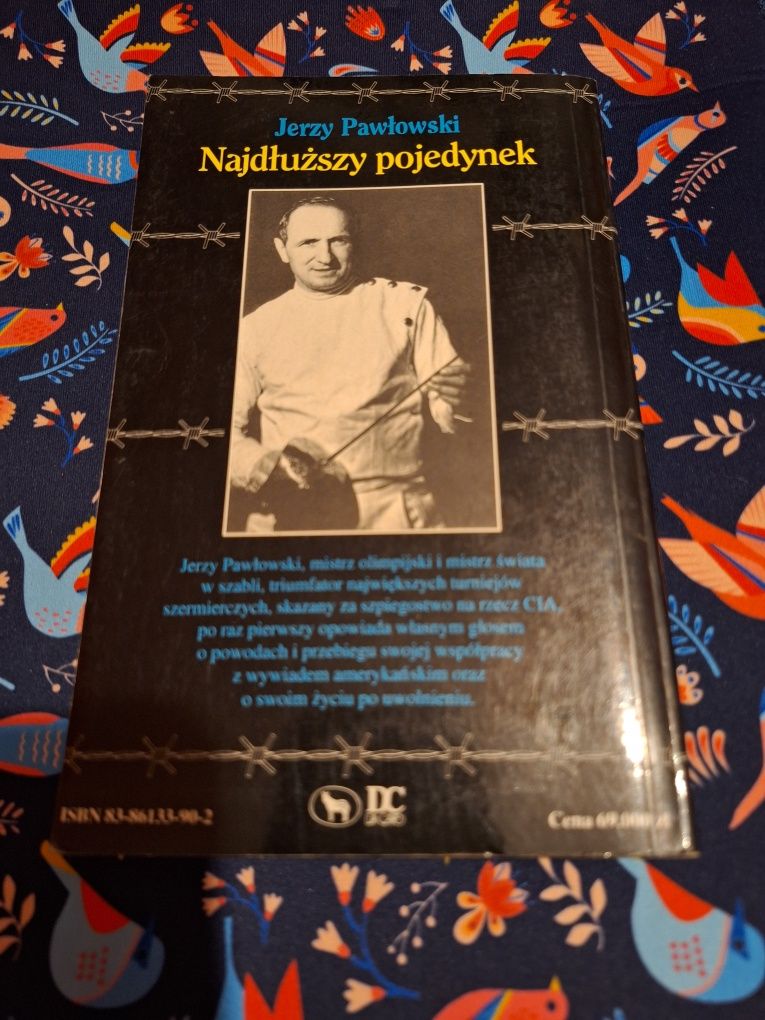 Jerzy Pawłowski
Najdłuższy pojedynek
Jerzy Pawłowski, mistrz olimpijski i mistrz świata
w szabli, triumfator największych turniejów
szermierczych, skazany za szpiegostwo na rzecz CIA,
po raz pierwszy opowiada własnym głosem
o powodach i przebiegu swojej współpracy
z wywiadem amerykańskim oraz
o swoim życiu po uwolnieniu.
ISBN 83-86133-90-2
DC
Cena 69.000 zł